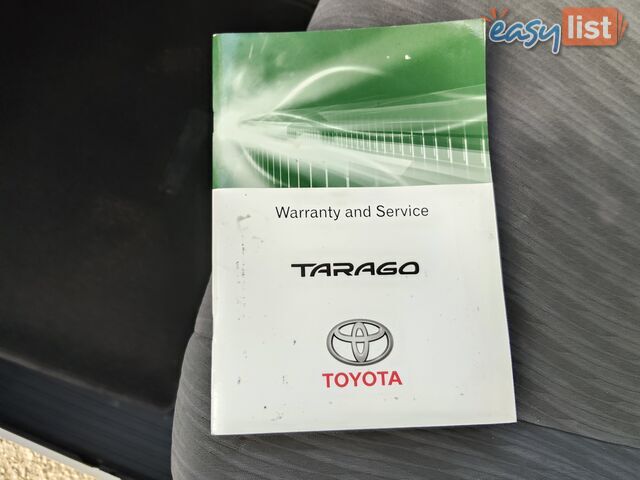 easylist
Warranty and Service
TARAGO
TOYOTA